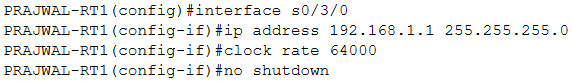 PRAJWAL-RT1(config)#interface s0/3/0
PRAJWAL-RT1(config-if)#ip address 192.168.1.1 255.255.255.0
PRAJWAL-RT1(config-if)#clock rate 64000
PRAJWAL-RT1(config-if)#no shutdown